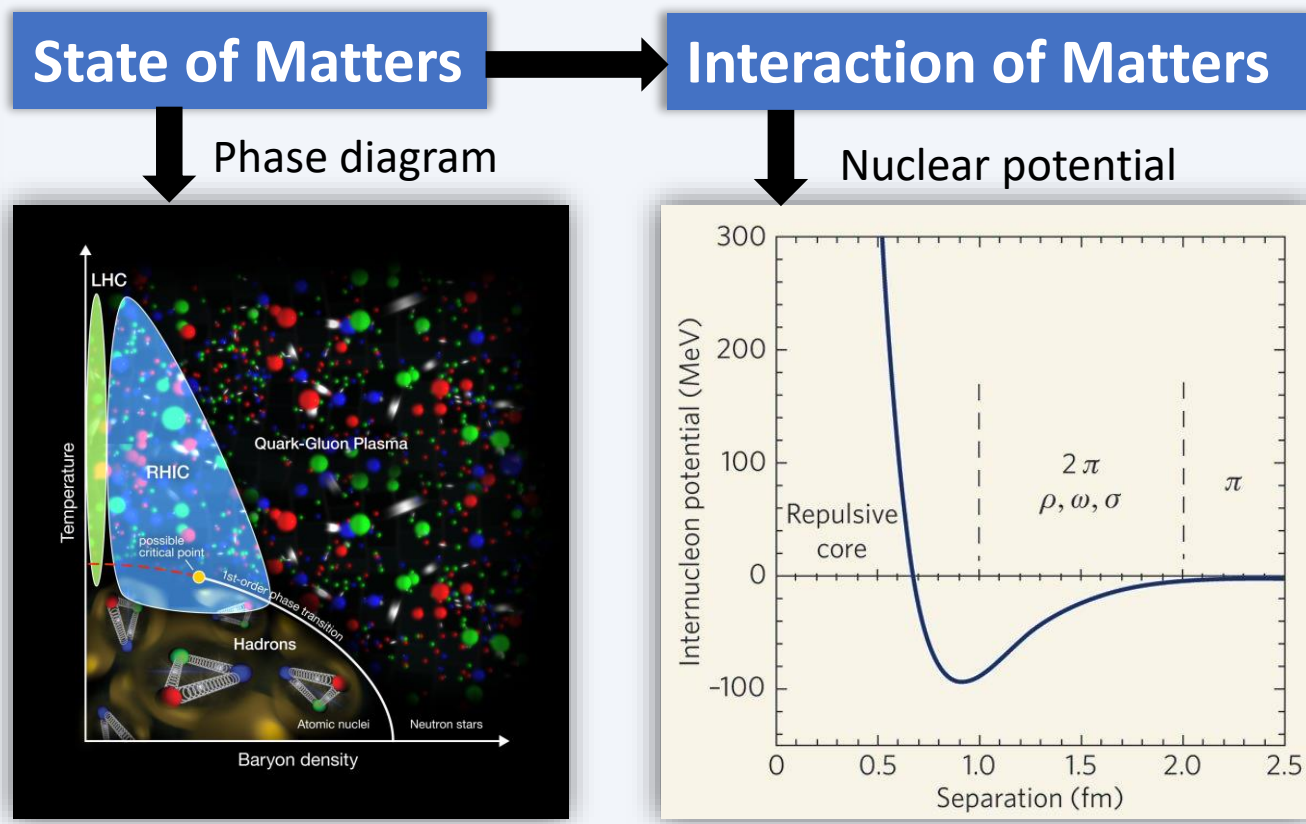 State of Matters
Interaction of Matters
Phase diagram
Nuclear potential
LHC
RHIC
Temperature
Quark-Gluon Plasma
possible
critical point
1st-order phase transition
Hadrons
Atomic nuclei
Neutron stars
Baryon density
300
200
100
0
–100
Internucleon potential (MeV)
Repulsive
core
2 π
ρ, ω, σ
π
0
0.5
1.0
1.5
2.0
2.5
Separation (fm)